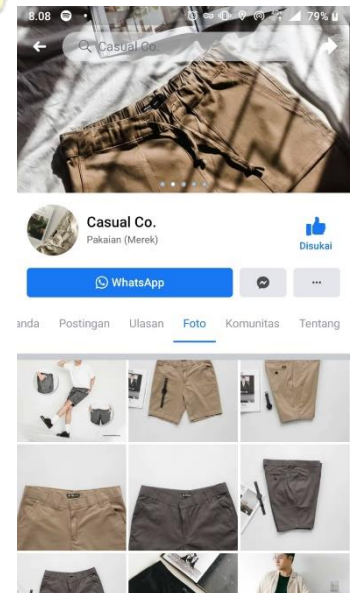 8.08
79%
Casual Co.
Casual Co.
Pakaian (Merek)
Disukai
WhatsApp
anda Postingan Ulasan Foto Komunitas Tentang